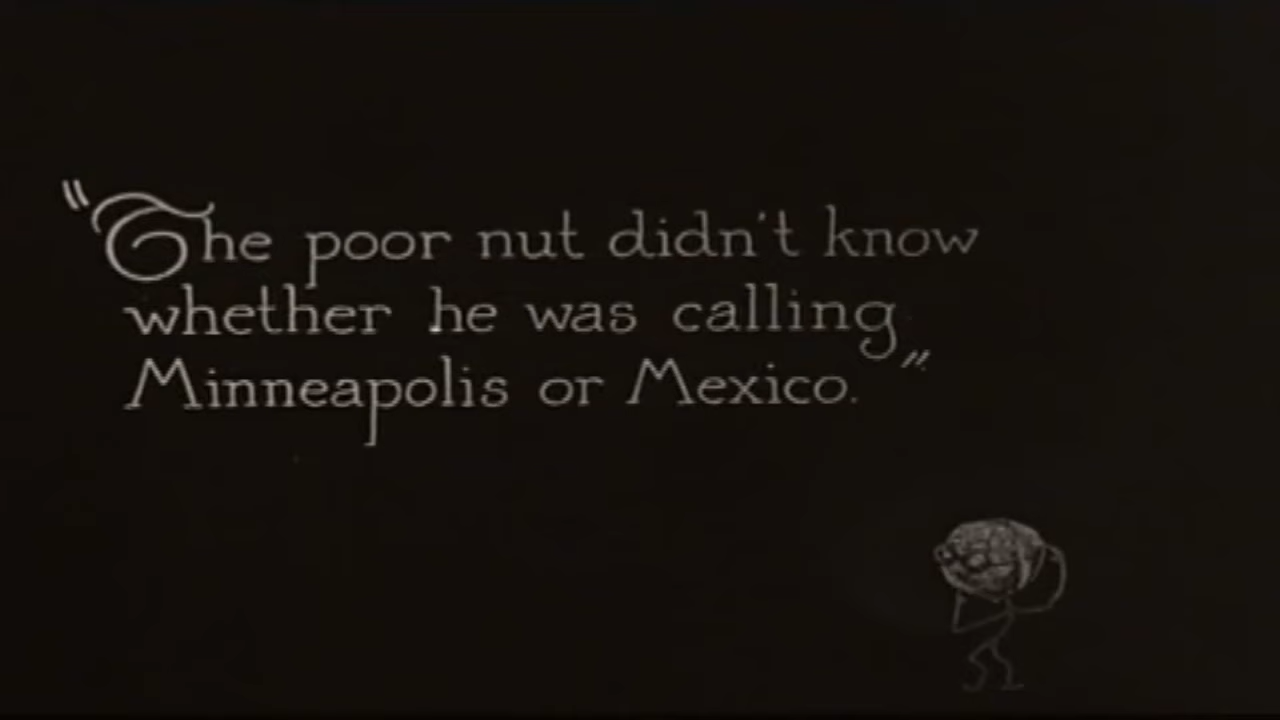 "The poor nut didn't know
whether he was calling
Minneapolis or Mexico."